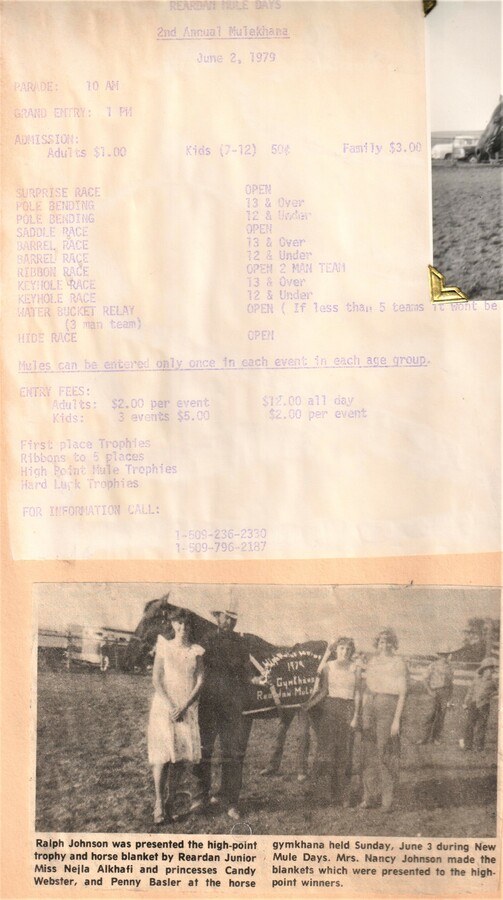 REARDAN MULE DAYS
2nd Annual Mulekhana
June 2, 1979
PARADE: 10 AM
GRAND ENTRY: 1 PM
ADMISSION:
Adults $1.00 Kids (7-12) 50¢ Family $3.00
SURPRISE RACE OPEN
POLE BENDING 13 & Over
POLE BENDING 12 & Under
SADDLE RACE OPEN
BARREL RACE 13 & Over
BARREL RACE 12 & Under
RIBBON RACE OPEN 2 MAN TEAM
KEYHOLE RACE 13 & Over
KEYHOLE RACE 12 & Under
WATER BUCKET RELAY OPEN ( If less than 5 teams it wont be
(3 man team)
HIDE RACE OPEN
Mules can be entered only once in each event in each age group.
ENTRY FEES:
Adults: $2.00 per event all day
Kids: 3 events $5.00 $2.00 per event
First place Trophies
Ribbons to 5 places
High Point Mule Trophies
Hard Luck Trophies
FOR INFORMATION CALL:
1-509-236-2330
1-509-796-2187
1979
Gymkhana
Reardan Mule
Ralph Johnson was presented the high-point
trophy and horse blanket by Reardan Junior
Miss Nejla Alkhafi and princesses Candy
Webster, and Penny Basler at the horse
gymkhana held Sunday, June 3 during New
Mule Days. Mrs. Nancy Johnson made the
blankets which were presented to the high-
point winners.